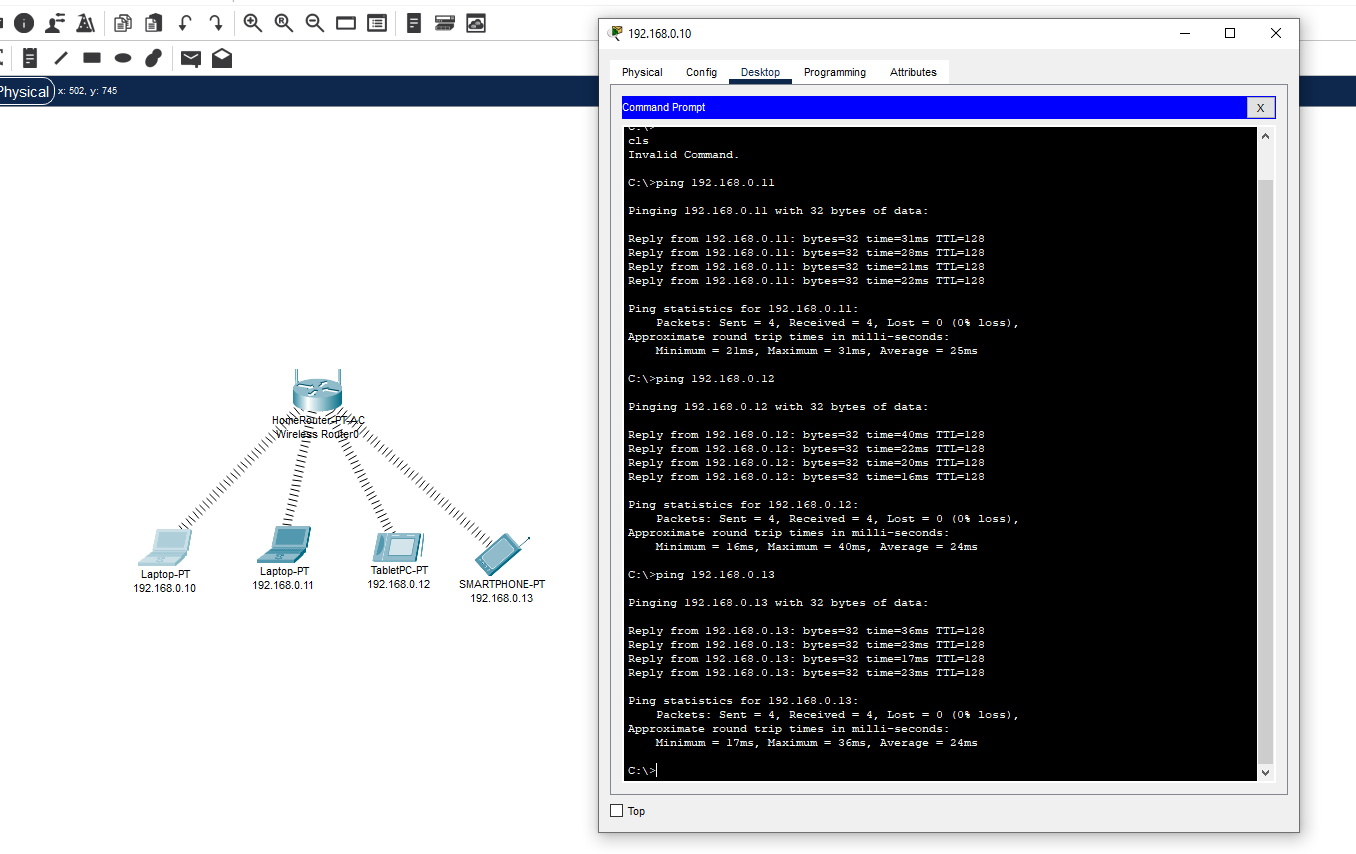 Physical
x: 502, y: 745
HomeRouter-PT-AC
Wireless Router0
Laptop-PT
192.168.0.10
Laptop-PT
192.168.0.11
TabletPC-PT
192.168.0.12
SMARTPHONE-PT
192.168.0.13
192.168.0.10
Physical Config Desktop Programming Attributes
Command Prompt X
C:\>
cls
Invalid Command.
C:\>ping 192.168.0.11
Pinging 192.168.0.11 with 32 bytes of data:
Reply from 192.168.0.11: bytes=32 time=31ms TTL=128
Reply from 192.168.0.11: bytes=32 time=28ms TTL=128
Reply from 192.168.0.11: bytes=32 time=21ms TTL=128
Reply from 192.168.0.11: bytes=32 time=22ms TTL=128
Ping statistics for 192.168.0.11:
Packets: Sent = 4, Received = 4, Lost = 0 (0% loss),
Approximate round trip times in milli-seconds:
Minimum = 21ms, Maximum = 31ms, Average = 25ms
C:\>ping 192.168.0.12
Pinging 192.168.0.12 with 32 bytes of data:
Reply from 192.168.0.12: bytes=32 time=40ms TTL=128
Reply from 192.168.0.12: bytes=32 time=22ms TTL=128
Reply from 192.168.0.12: bytes=32 time=20ms TTL=128
Reply from 192.168.0.12: bytes=32 time=16ms TTL=128
Ping statistics for 192.168.0.12:
Packets: Sent = 4, Received = 4, Lost = 0 (0% loss),
Approximate round trip times in milli-seconds:
Minimum = 16ms, Maximum = 40ms, Average = 24ms
C:\>ping 192.168.0.13
Pinging 192.168.0.13 with 32 bytes of data:
Reply from 192.168.0.13: bytes=32 time=36ms TTL=128
Reply from 192.168.0.13: bytes=32 time=23ms TTL=128
Reply from 192.168.0.13: bytes=32 time=17ms TTL=128
Reply from 192.168.0.13: bytes=32 time=23ms TTL=128
Ping statistics for 192.168.0.13:
Packets: Sent = 4, Received = 4, Lost = 0 (0% loss),
Approximate round trip times in milli-seconds:
Minimum = 17ms, Maximum = 36ms, Average = 24ms
C:\>
Top